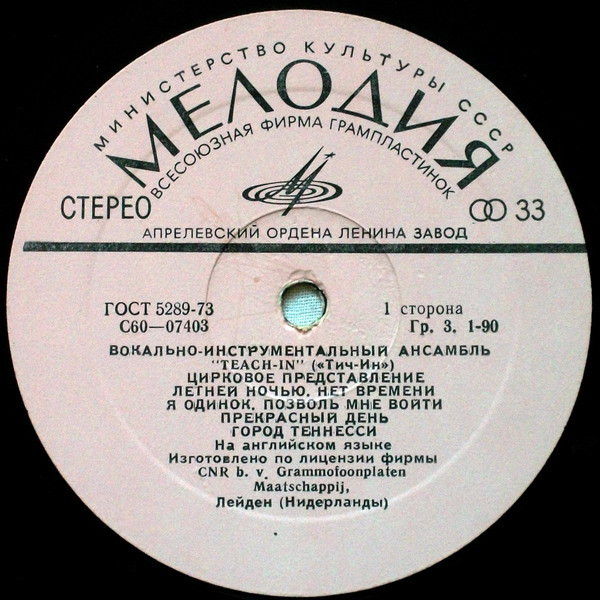 МИНИСТЕРСТВО КУЛЬТУРЫ СССР
МЕЛОДИЯ
ВСЕСОЮЗНАЯ ФИРМА ГРАМПЛАСТИНОК
СТЕРЕО
33
АПРЕЛЕВСКИЙ ОРДЕНА ЛЕНИНА ЗАВОД
ГОСТ 5289-73
1 сторона
С60—07403
Гр. 3. 1-90
ВОКАЛЬНО-ИНСТРУМЕНТАЛЬНЫЙ АНСАМБЛЬ
"TEACH-IN" («Тич-Ин»)
ЦИРКОВОЕ ПРЕДСТАВЛЕНИЕ
ЛЕТНЕЙ НОЧЬЮ. НЕТ ВРЕМЕНИ
Я ОДИНОК. ПОЗВОЛЬ МНЕ ВОЙТИ
ПРЕКРАСНЫЙ ДЕНЬ
ГОРОД ТЕННЕССИ
На английском языке
Изготовлено по лицензии фирмы
CNR b. v. Grammofoonplaten
Maatschappij,
Лейден (Нидерланды)